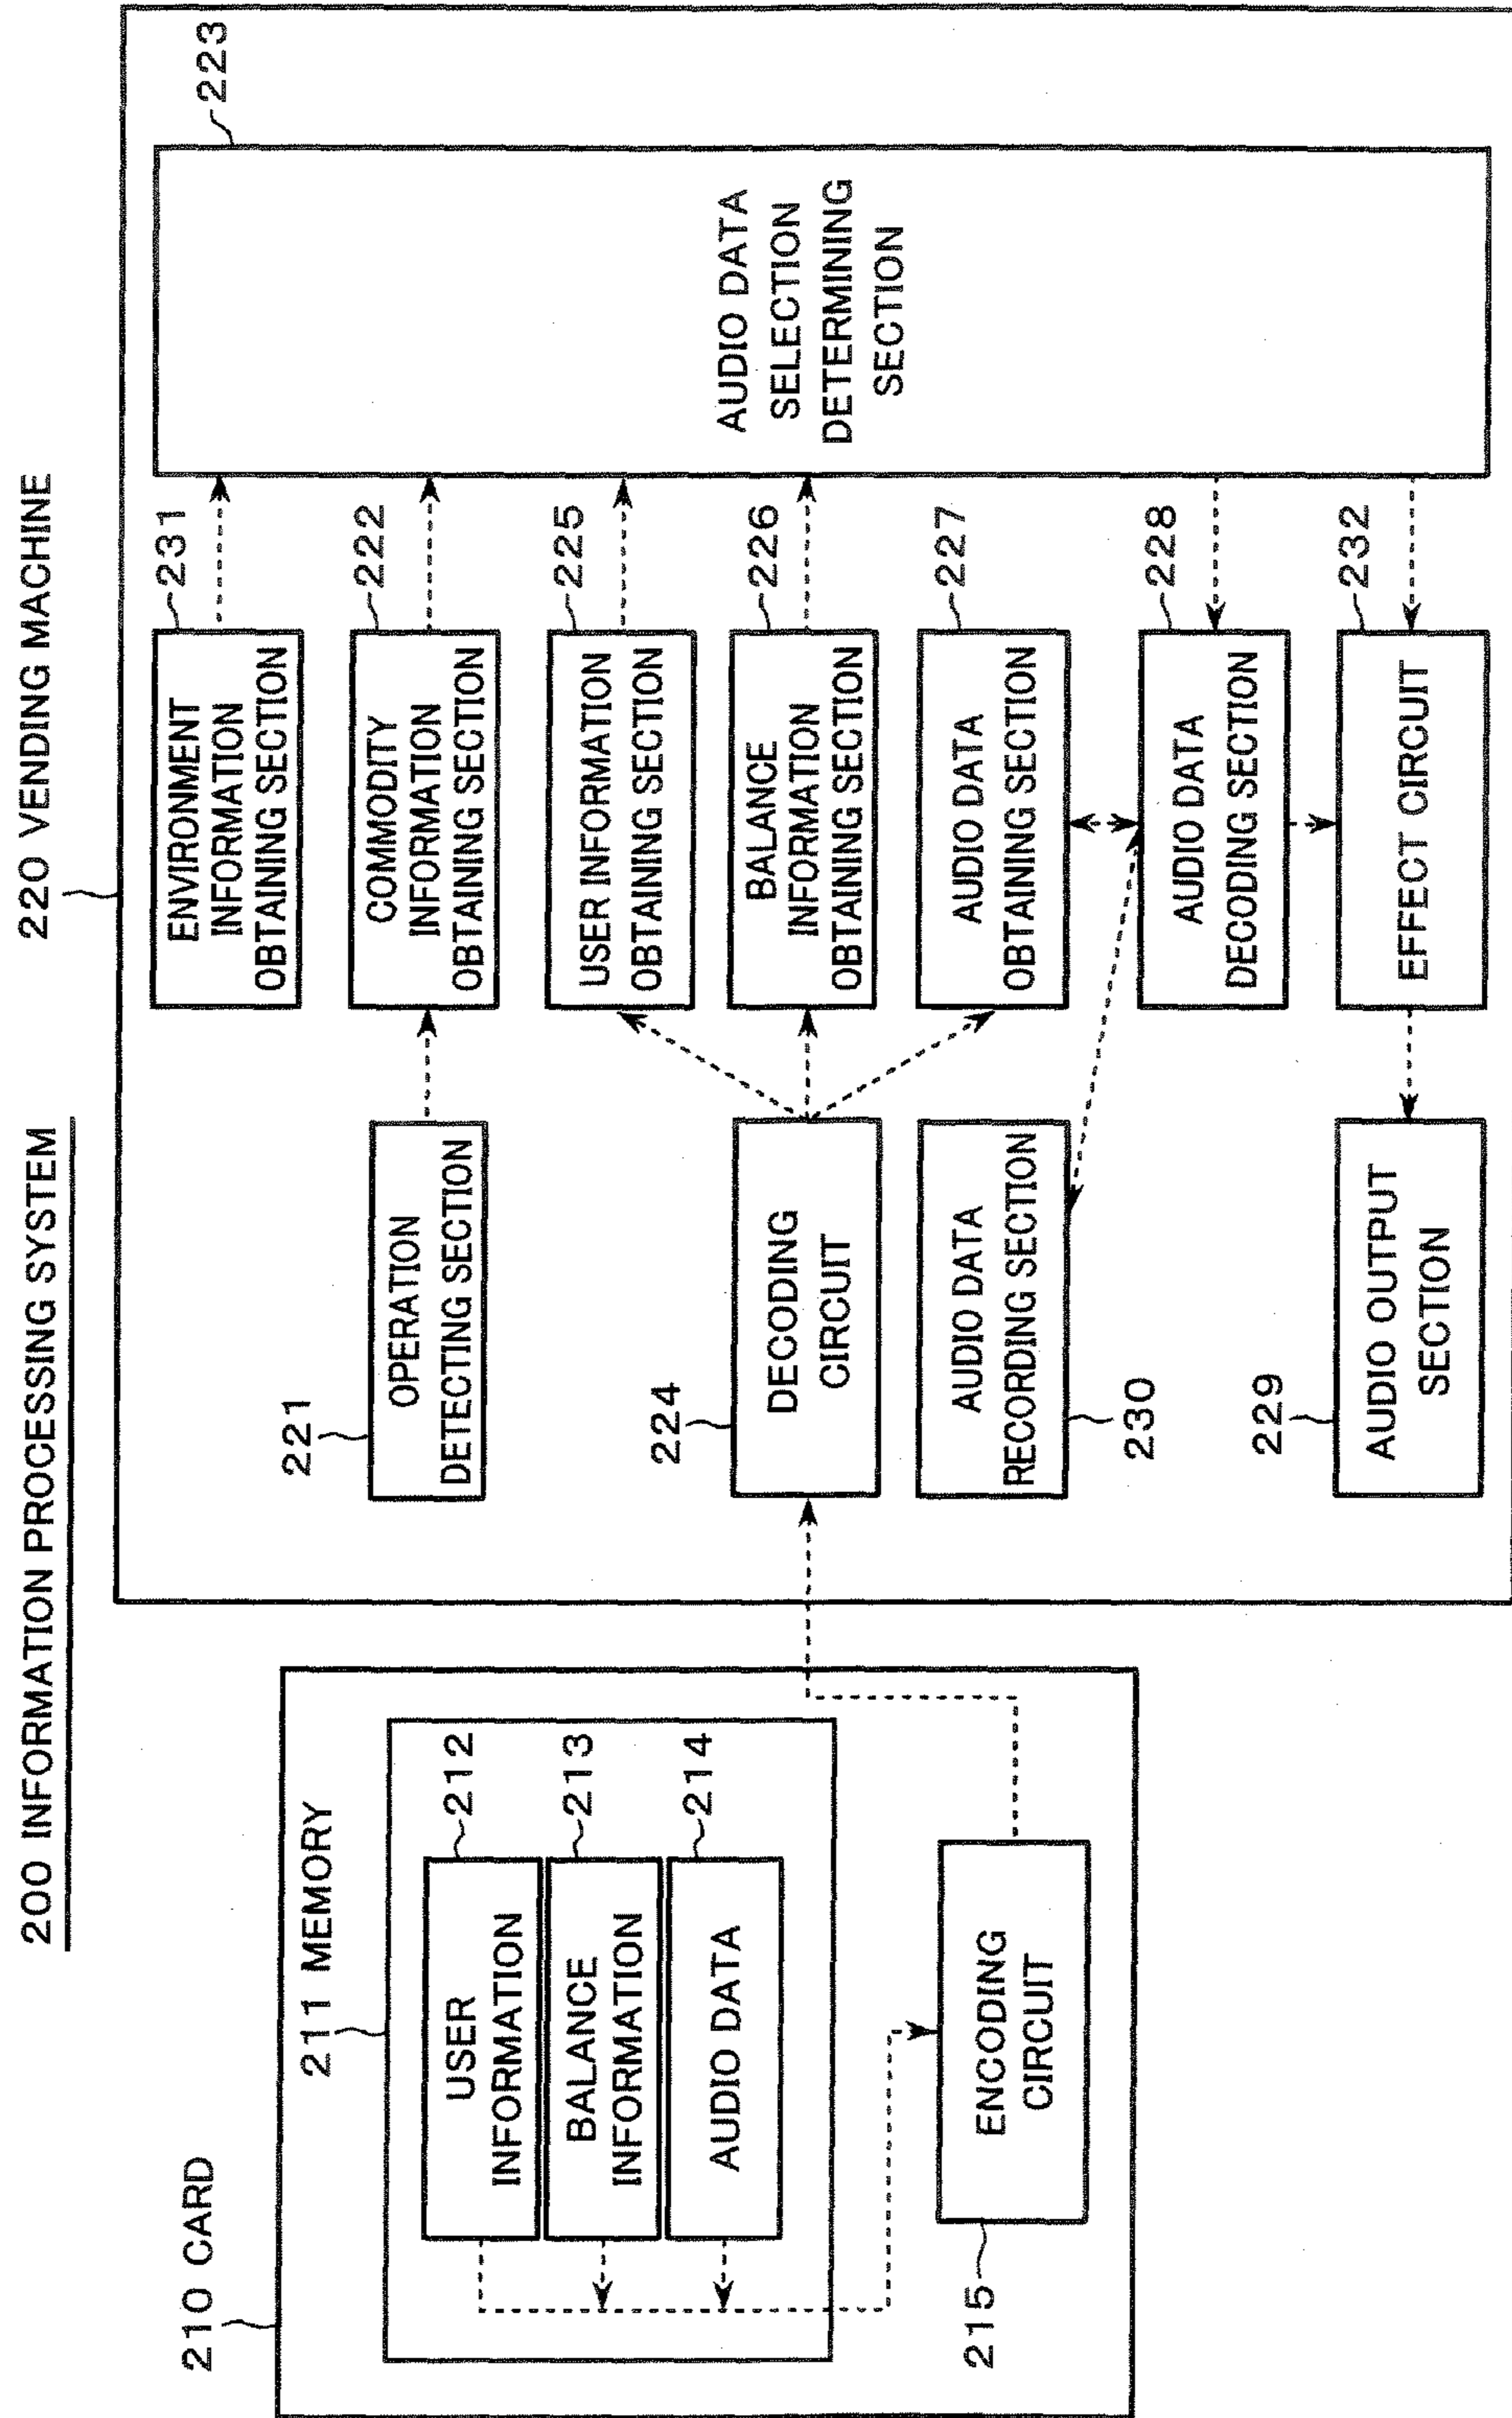 200 INFORMATION PROCESSING SYSTEM
210 CARD
211 MEMORY
USER
INFORMATION
212
BALANCE
INFORMATION
213
AUDIO DATA
214
ENCODING
CIRCUIT
215
220 VENDING MACHINE
221
OPERATION
DETECTING SECTION
224
DECODING
CIRCUIT
AUDIO DATA
RECORDING SECTION
230
229
AUDIO OUTPUT
SECTION
ENVIRONMENT
INFORMATION
OBTAINING SECTION
231
COMMODITY
INFORMATION
OBTAINING SECTION
222
USER INFORMATION
OBTAINING SECTION
225
BALANCE
INFORMATION
OBTAINING SECTION
226
AUDIO DATA
OBTAINING SECTION
227
AUDIO DATA
DECODING SECTION
228
EFFECT CIRCUIT
232
AUDIO DATA
SELECTION
DETERMINING
SECTION
223